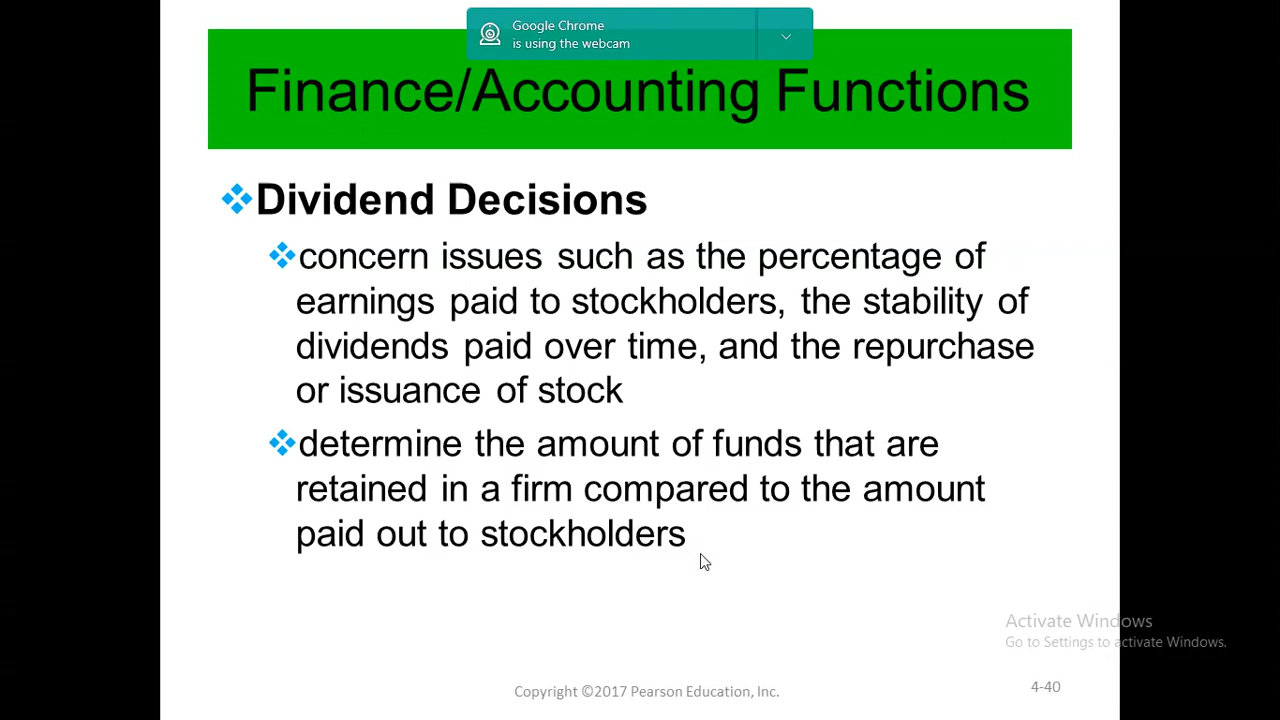 Google Chrome
is using the webcam
Finance/Accounting Functions
Dividend Decisions
concern issues such as the percentage of
earnings paid to stockholders, the stability of
dividends paid over time, and the repurchase
or issuance of stock
determine the amount of funds that are
retained in a firm compared to the amount
paid out to stockholders
Activate Windows
Go to Settings to activate Windows.
Copyright ©2017 Pearson Education, Inc.
4-40